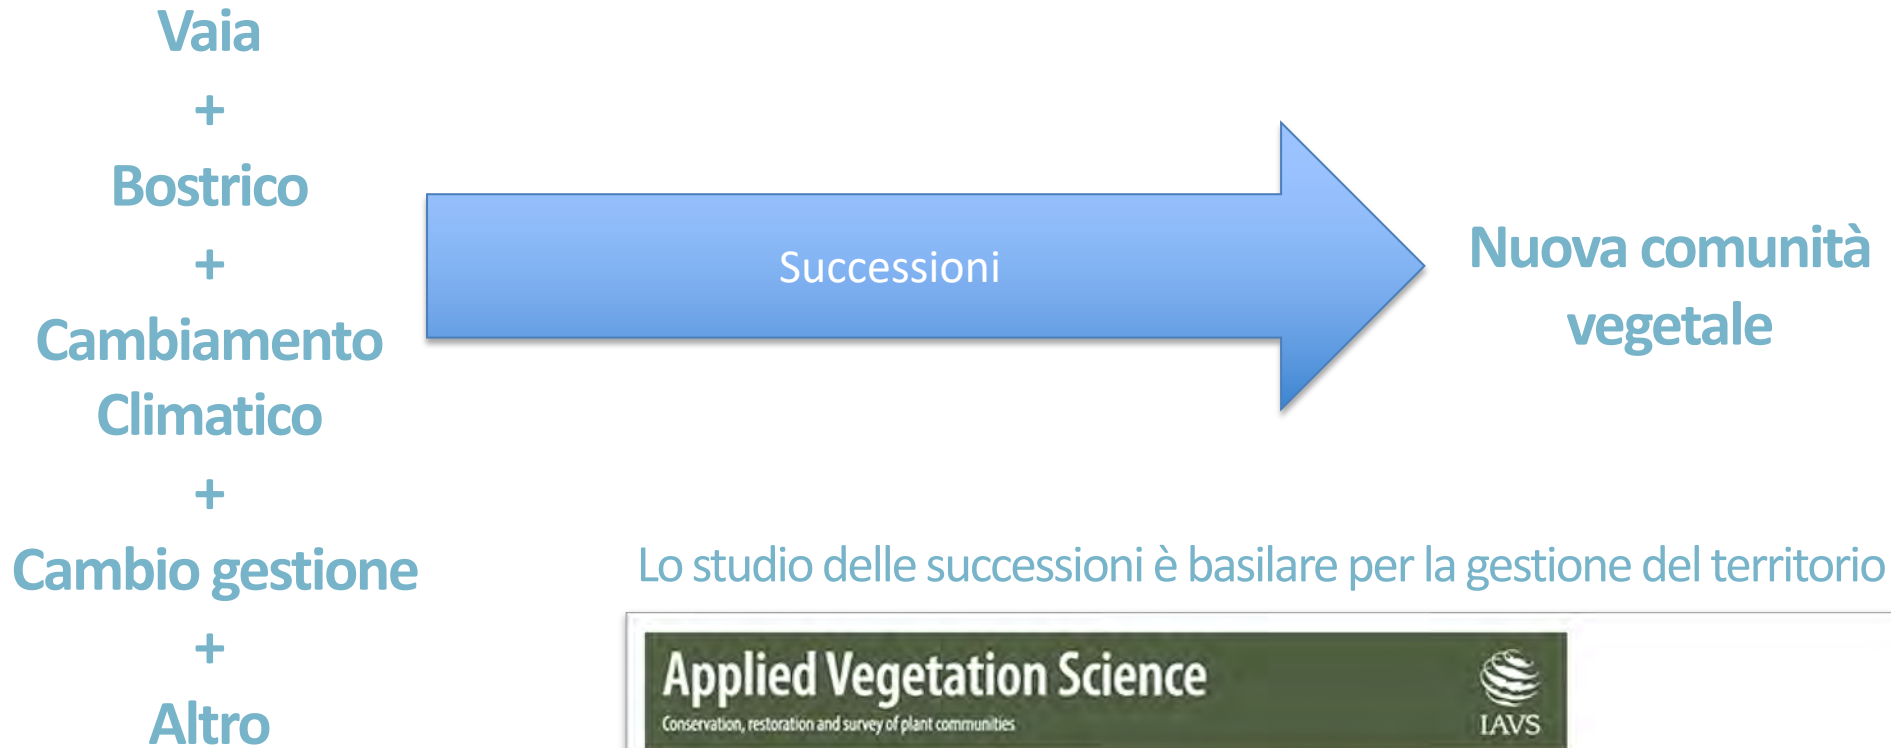 Vaia
+
Bostrico
+
Cambiamento
Climatico
+
Cambio gestione
+
Altro
Successioni
Nuova comunità
vegetale
Lo studio delle successioni è basilare per la gestione del territorio
Applied Vegetation Science
Conservation, restoration and survey of plant communities
IAVS